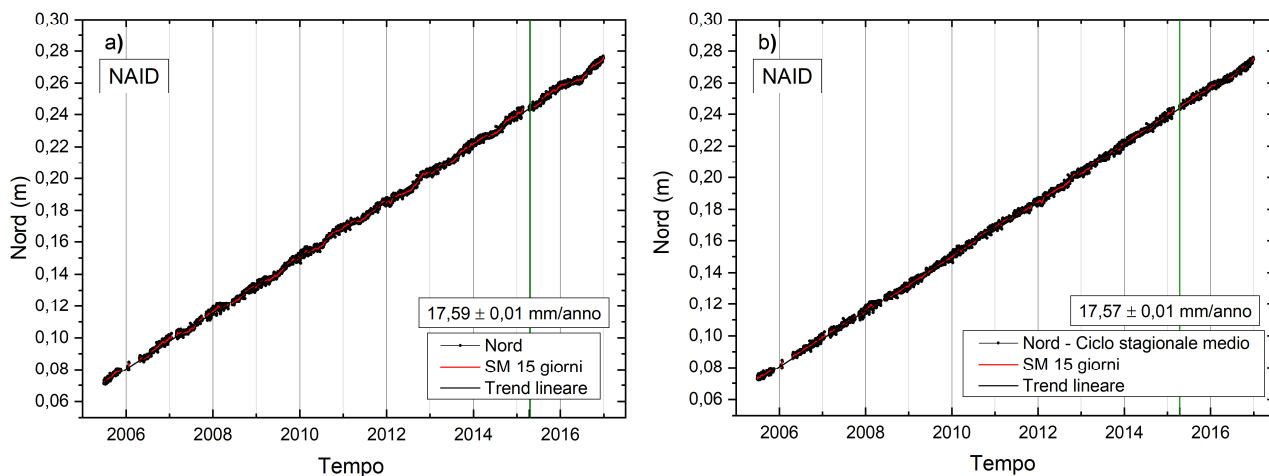 a)
NAID
0,30
0,28
0,26
0,24
0,22
0,20
0,18
0,16
0,14
0,12
0,10
0,08
0,06
Nord (m)
17,59 ± 0,01 mm/anno
Nord
SM 15 giorni
Trend lineare
2006 2008 2010 2012 2014 2016
Tempo
b)
NAID
0,30
0,28
0,26
0,24
0,22
0,20
0,18
0,16
0,14
0,12
0,10
0,08
0,06
Nord (m)
17,57 ± 0,01 mm/anno
Nord - Ciclo stagionale medio
SM 15 giorni
Trend lineare
2006 2008 2010 2012 2014 2016
Tempo